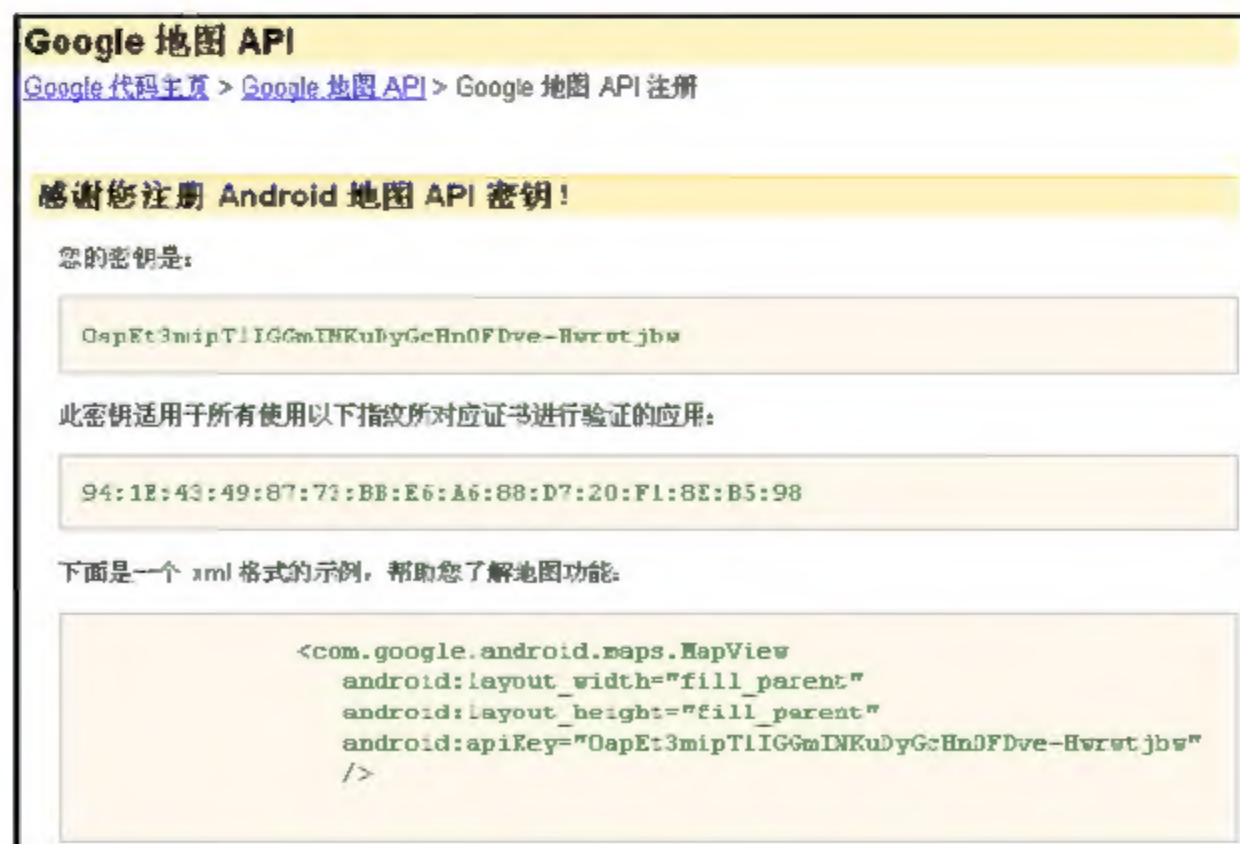 Google 地图 API
Google 代码主页 > Google 地图 API > Google 地图 API 注册
感谢您注册 Android 地图 API 密钥!
您的密钥是:
此密钥适用于所有使用以下指纹所对应证书进行验证的应用:
94:1E:43:49:87:73:BB:E6:A6:88:D7:20:F1:8E:B5:98
下面是一个 xml 格式的示例,帮助您了解地图功能:
<com.google.android.maps.MapView
android:layout_width="fill_parent"
android:layout_height="fill_parent"
android:apiKey="
/>